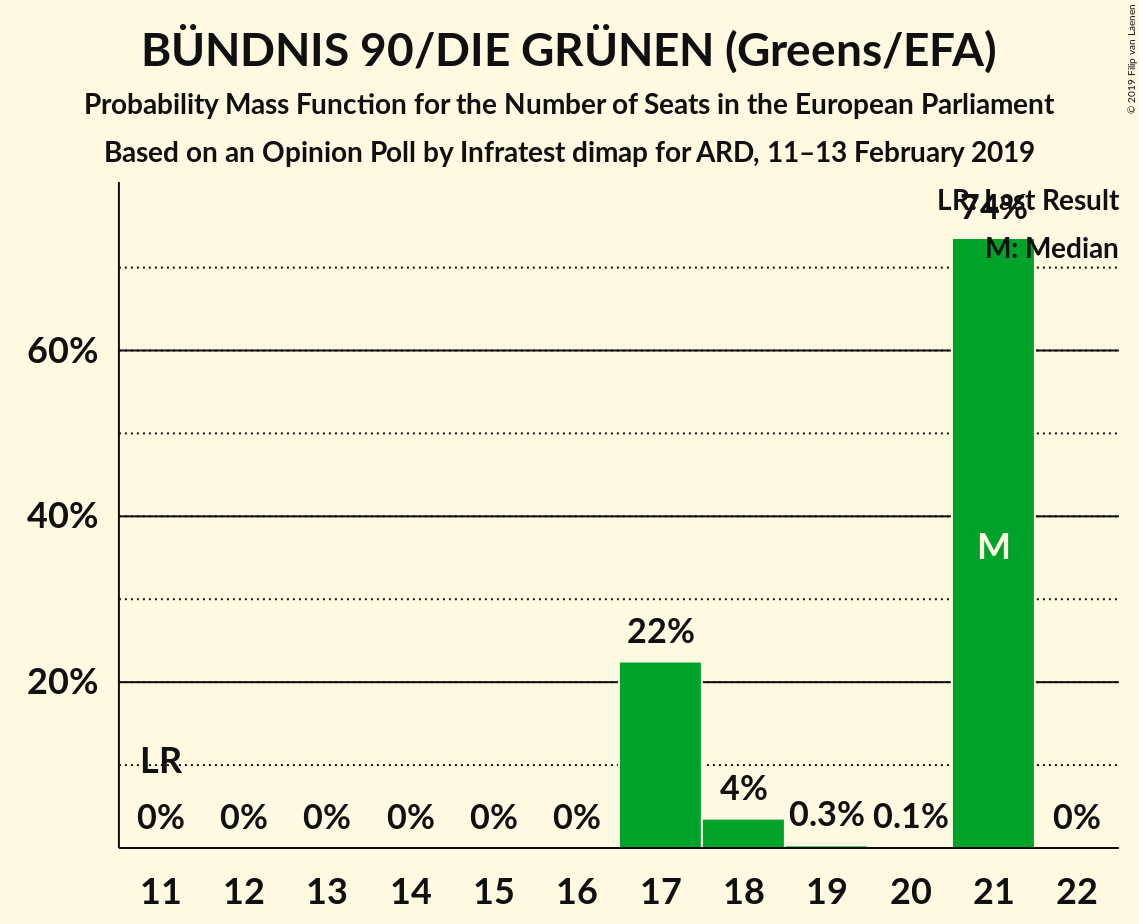 BÜNDNIS 90/DIE GRÜNEN (Greens/EFA)
Probability Mass Function for the Number of Seats in the European Parliament
Based on an Opinion Poll by Infratest dimap for ARD, 11–13 February 2019
© 2019 Filip van Laenen
LR: Last Result
74%
M: Median
60%
40%
M
22%
20%
LR
4%
0% 0% 0% 0% 0% 0% 0.3% 0.1% 0%
11 12 13 14 15 16 17 18 19 20 21 22